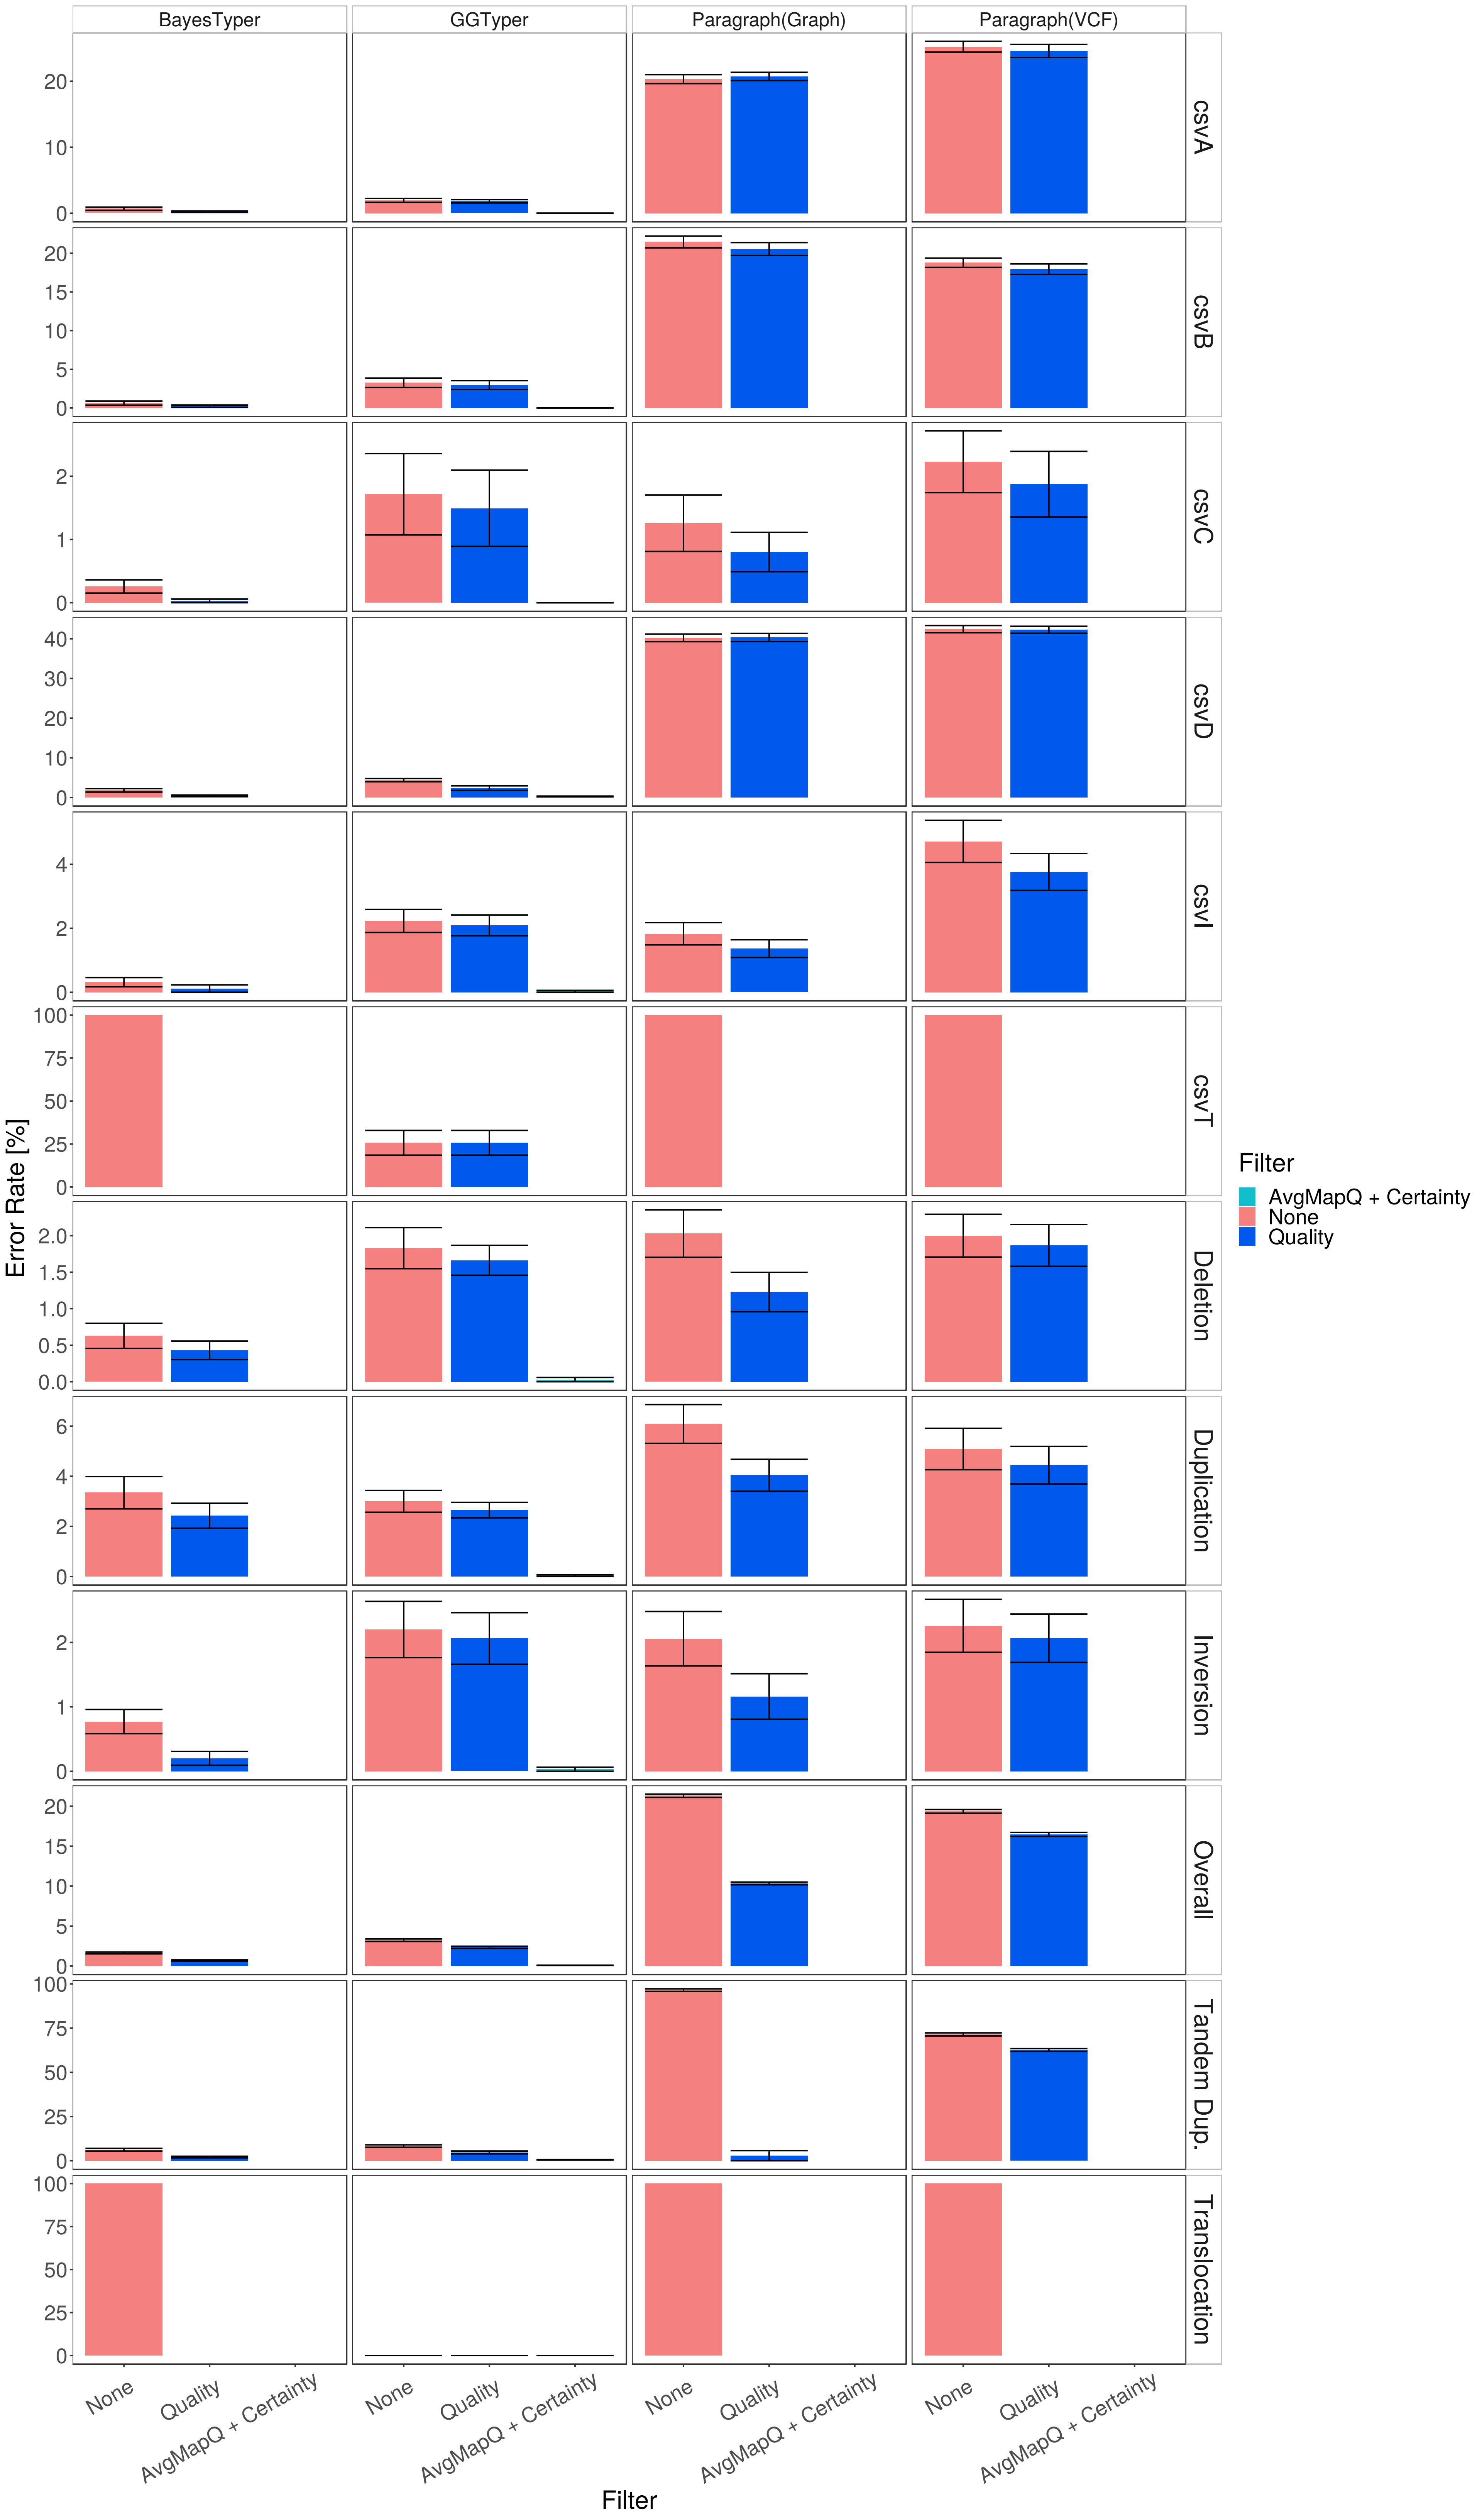 BayesTyper
GGTyper
Paragraph(Graph)
Paragraph(VCF)
20
10
0
csvA
20
15
10
5
0
csvB
2
1
0
csvC
40
30
20
10
0
csvD
4
2
0
csvI
100
75
50
25
0
csvT
2.0
1.5
1.0
0.5
0.0
Deletion
6
4
2
0
Duplication
2
1
0
Inversion
20
15
10
5
0
Overall
100
75
50
25
0
Tandem Dup.
100
75
50
25
0
Translocation
Error Rate [%]
None
Quality
AvgMapQ + Certainty
None
Quality
AvgMapQ + Certainty
None
Quality
AvgMapQ + Certainty
None
Quality
AvgMapQ + Certainty
Filter
Filter
AvgMapQ + Certainty
None
Quality